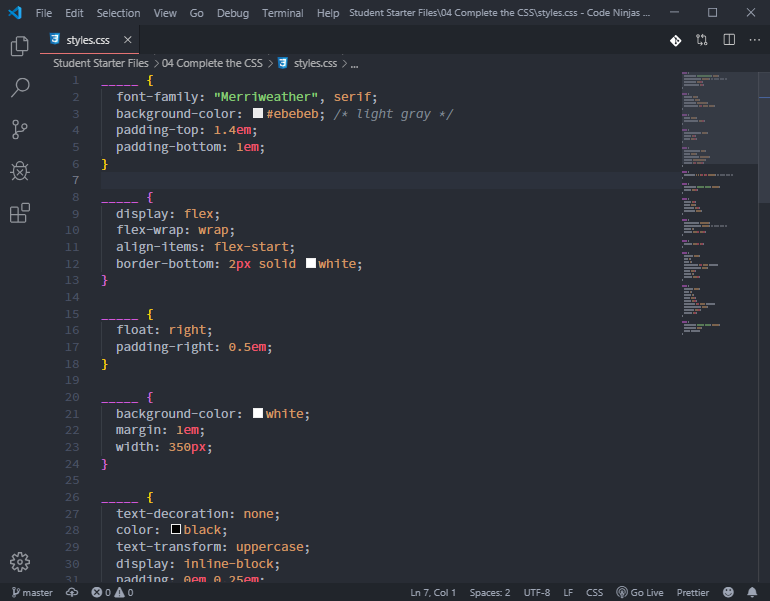 File Edit Selection View Go Debug Terminal Help Student Starter Files\04 Complete the CSS\styles.css - Code Ninjas ...
styles.css
Student Starter Files > 04 Complete the CSS > styles.css > ...
1 _____ {
2 font-family: "Merriweather", serif;
3 background-color: #ebebeb; /* light gray */
4 padding-top: 1.4em;
5 padding-bottom: 1em;
6 }
7
8 _____ {
9 display: flex;
10 flex-wrap: wrap;
11 align-items: flex-start;
12 border-bottom: 2px solid white;
13 }
14
15 _____ {
16 float: right;
17 padding-right: 0.5em;
18 }
19
20 _____ {
21 background-color: white;
22 margin: 1em;
23 width: 350px;
24 }
25
26 _____ {
27 text-decoration: none;
28 color: black;
29 text-transform: uppercase;
30 display: inline-block;
31 padding: 0em 0.25em;
master 0 0 Ln 7, Col 1 Spaces: 2 UTF-8 LF CSS Go Live Prettier